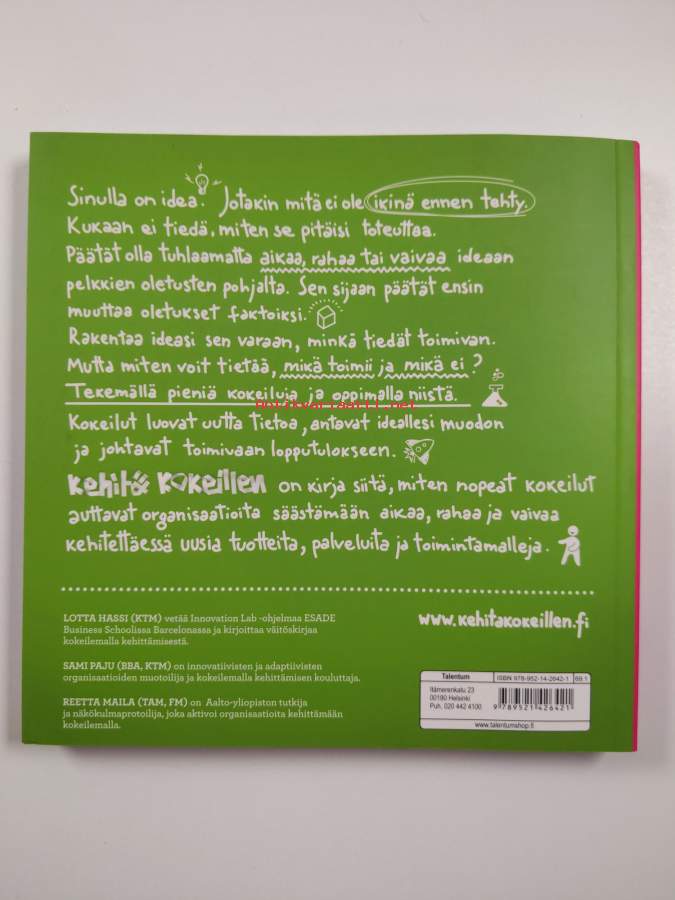 Sinulla on idea. Jotakin mitä ei ole ikinä ennen tehty.
Kukaan ei tiedä, miten se pitäisi toteuttaa.
Päätät olla tuhlaamatta aikaa, rahaa tai vaivaa ideaan
pelkkien oletusten pohjalta. Sen sijaan päätät ensin
muuttaa oletukset faktoiksi.
Rakentaa ideasi sen varaan, minkä tiedät toimivan.
Mutta miten voit tietää, mikä toimii ja mikä ei?
Tekemällä pieniä kokeiluja ja oppimalla niistä.
Antikvariaatti.net
Kokeilut luovat uutta tietoa, antavat ideallesi muodon
ja johtavat toimivaan lopputulokseen.
Kehitä kokeillen on kirja siitä, miten nopeat kokeilut
auttavat organisaatioita säästämään aikaa, rahaa ja vaivaa
kehitettäessä uusia tuotteita, palveluita ja toimintamalleja.
LOTTA HASSI (KTM) vetää Innovation Lab -ohjelmaa ESADE
Business Schoolissa Barcelonassa ja kirjoittaa väitöskirjaa
kokeilemalla kehittämisestä.
SAMI PAJU (BBA, KTM) on innovatiivisten ja adaptiivisten
organisaatioiden muotoilija ja kokeilemalla kehittämisen kouluttaja.
REETTA MAILA (TAM, FM) on Aalto-yliopiston tutkija
ja näkökulmaprotoilija, joka aktivoi organisaatioita kehittämään
kokeilemalla.
www.kehitakokeillen.fi
Talentum ISBN 978-952-14-2642-1 69.1
Itämerenkatu 23
00180 Helsinki
Puh. 020 442 4100
9 789521 426421
www.talentumshop.fi